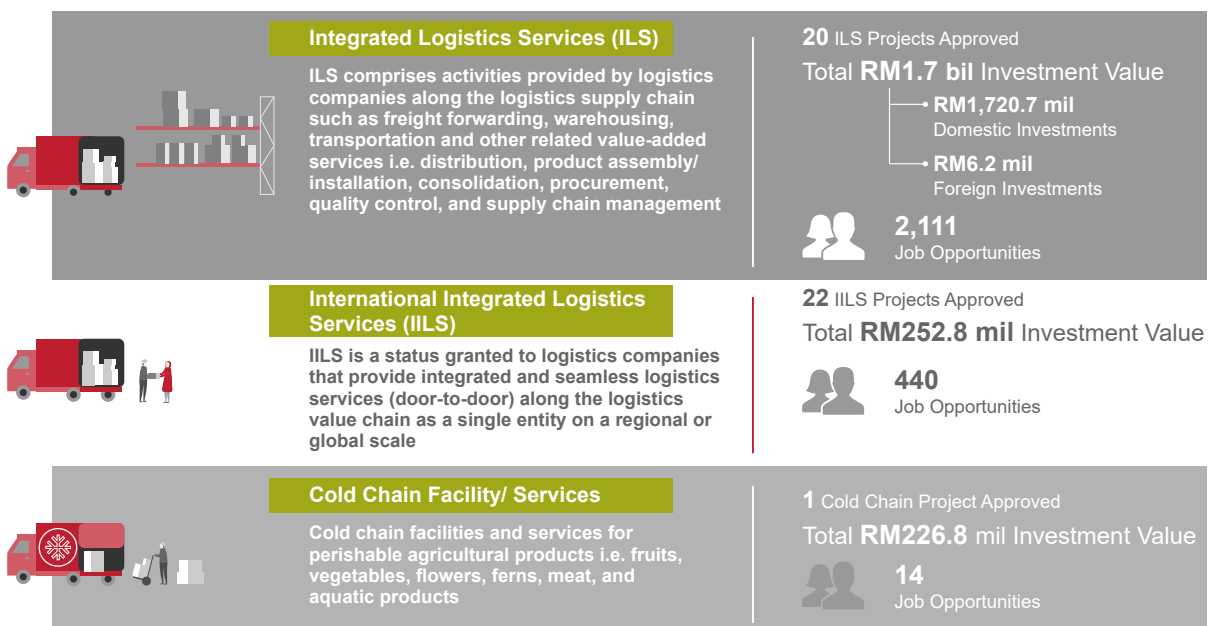 Integrated Logistics Services (ILS)
ILS comprises activities provided by logistics
companies along the logistics supply chain
such as freight forwarding, warehousing,
transportation and other related value-added
services i.e. distribution, product assembly/
installation, consolidation, procurement,
quality control, and supply chain management
20 ILS Projects Approved
Total RM1.7 bil Investment Value
RM1,720.7 mil
Domestic Investments
RM6.2 mil
Foreign Investments
2,111
Job Opportunities
International Integrated Logistics
Services (IILS)
IILS is a status granted to logistics companies
that provide integrated and seamless logistics
services (door-to-door) along the logistics
value chain as a single entity on a regional or
global scale
22 IILS Projects Approved
Total RM252.8 mil Investment Value
440
Job Opportunities
Cold Chain Facility/ Services
Cold chain facilities and services for
perishable agricultural products i.e. fruits,
vegetables, flowers, ferns, meat, and
aquatic products
1 Cold Chain Project Approved
Total RM226.8 mil Investment Value
14
Job Opportunities